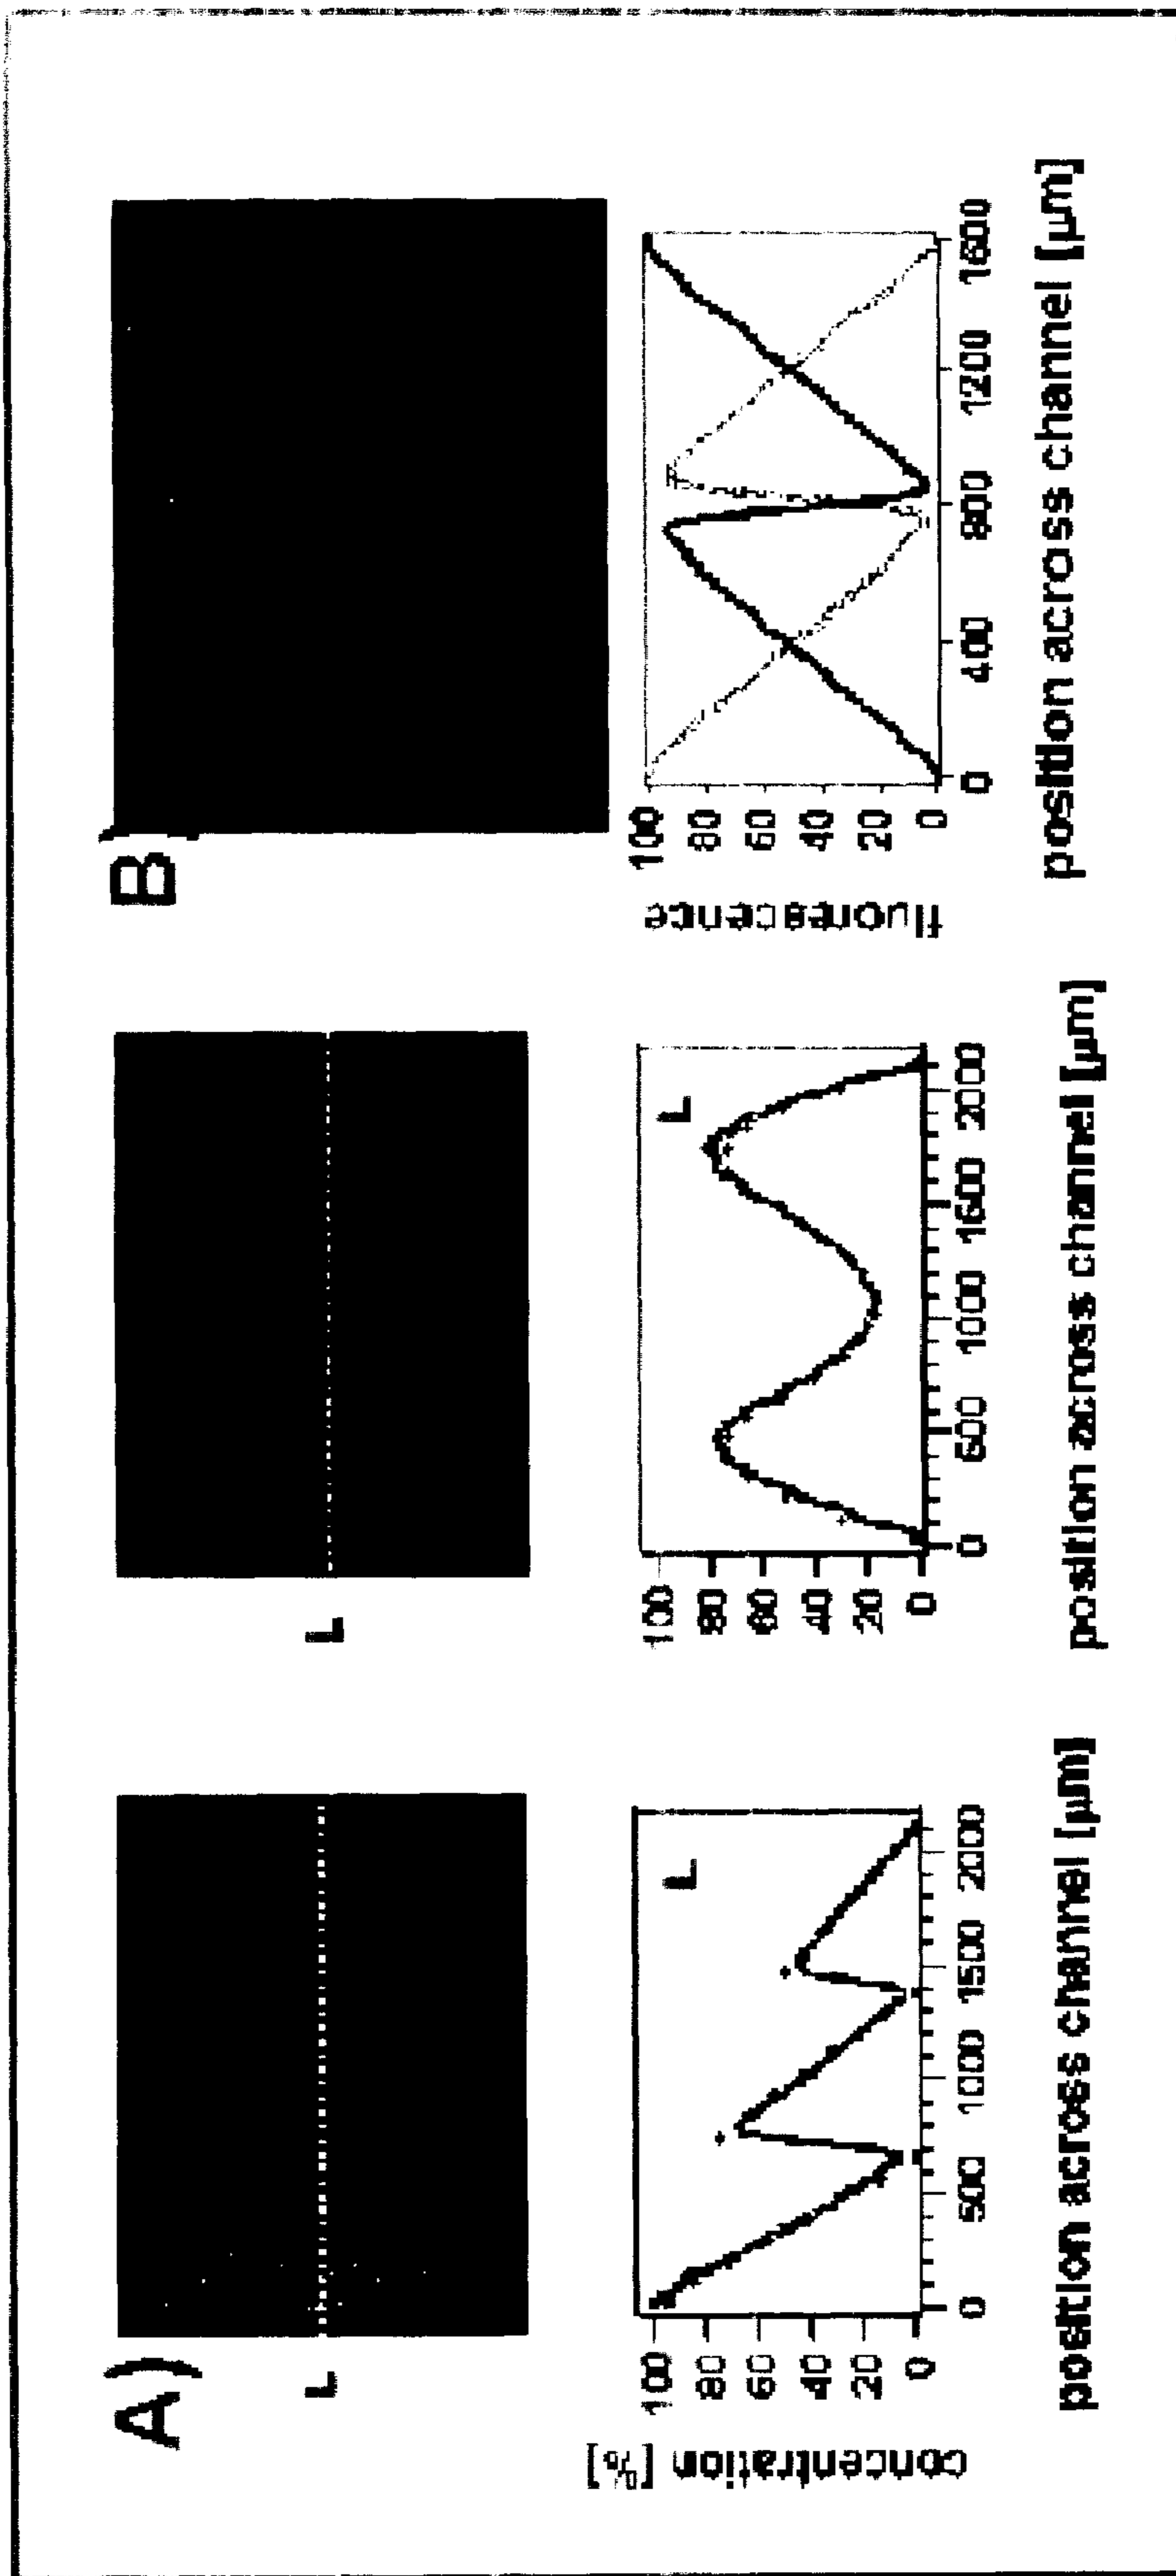 A)
L
L
B)
concentration [%]
100
80
60
40
20
0
L
0 500 1000 1500 2000
position across channel [µm]
100
80
60
40
20
0
L
0 500 1000 1500 2000
position across channel [µm]
fluorescence
100
80
60
40
20
0
0 400 800 1200 1600
position across channel [µm]